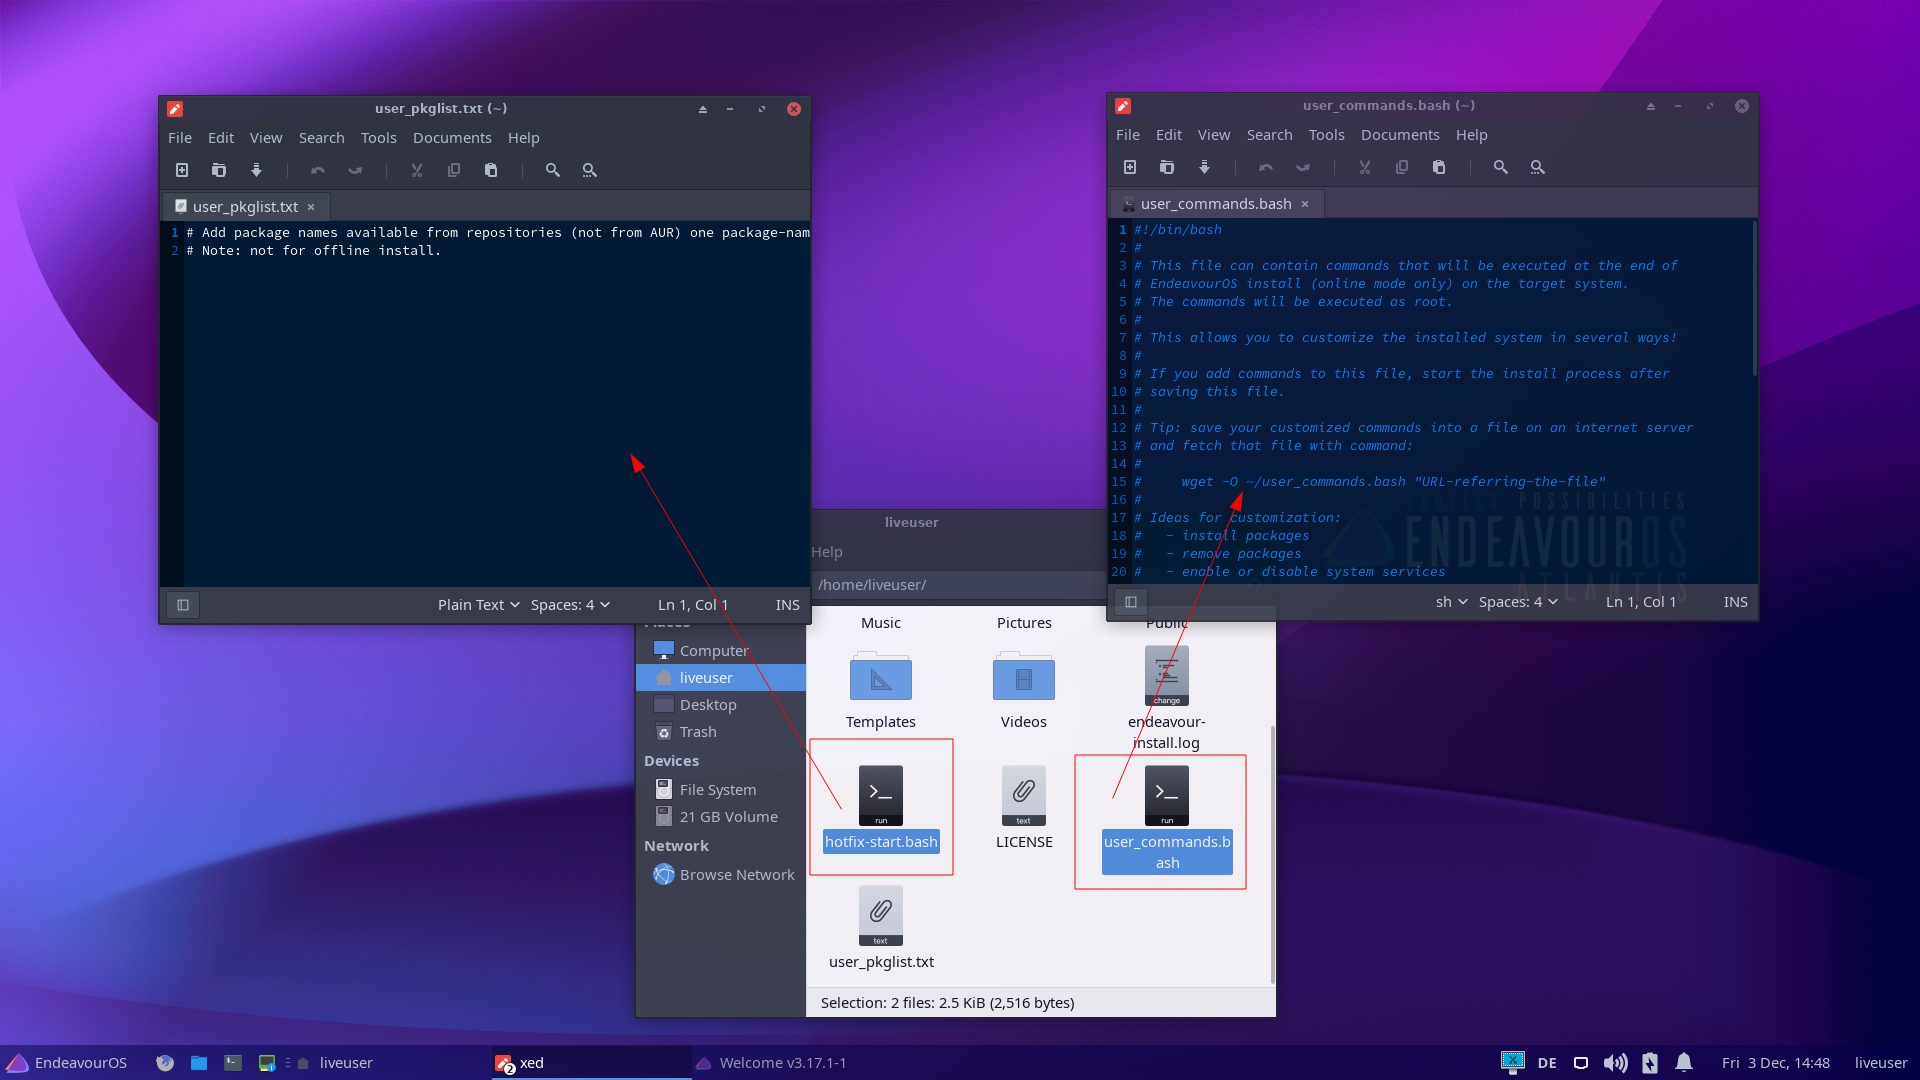 user_pkglist.txt (~)
File Edit View Search Tools Documents Help
user_pkglist.txt
1 # Add package names available from repositories (not from AUR) one package-nam
2 # Note: not for offline install.
Plain Text Spaces: 4 Ln 1, Col 1 INS
user_commands.bash (~)
File Edit View Search Tools Documents Help
user_commands.bash
1 #!/bin/bash
2 #
3 # This file can contain commands that will be executed at the end of
4 # EndeavourOS install (online mode only) on the target system.
5 # The commands will be executed as root.
6 #
7 # This allows you to customize the installed system in several ways!
8 #
9 # If you add commands to this file, start the install process after
10 # saving this file.
11 #
12 # Tip: save your customized commands into a file on an internet server
13 # and fetch that file with command:
14 #
15 #     wget -O ~/user_commands.bash "URL-referring-the-file"
16 #
17 # Ideas for customization:
18 #   - install packages
19 #   - remove packages
20 #   - enable or disable system services
sh Spaces: 4 Ln 1, Col 1 INS
ENDLESS POSSIBILITIES
ENDEAVOUROS
ATLANTIS
liveuser
Help
/home/liveuser/
Places
Computer
liveuser
Desktop
Trash
Devices
File System
21 GB Volume
Network
Browse Network
Music Pictures Public
change
Templates Videos endeavour-
install.log
run text run
hotfix-start.bash LICENSE user_commands.b
ash
text
user_pkglist.txt
Selection: 2 files: 2.5 KiB (2,516 bytes)
EndeavourOS liveuser 2 xed Welcome v3.17.1-1 DE Fri 3 Dec, 14:48 liveuser